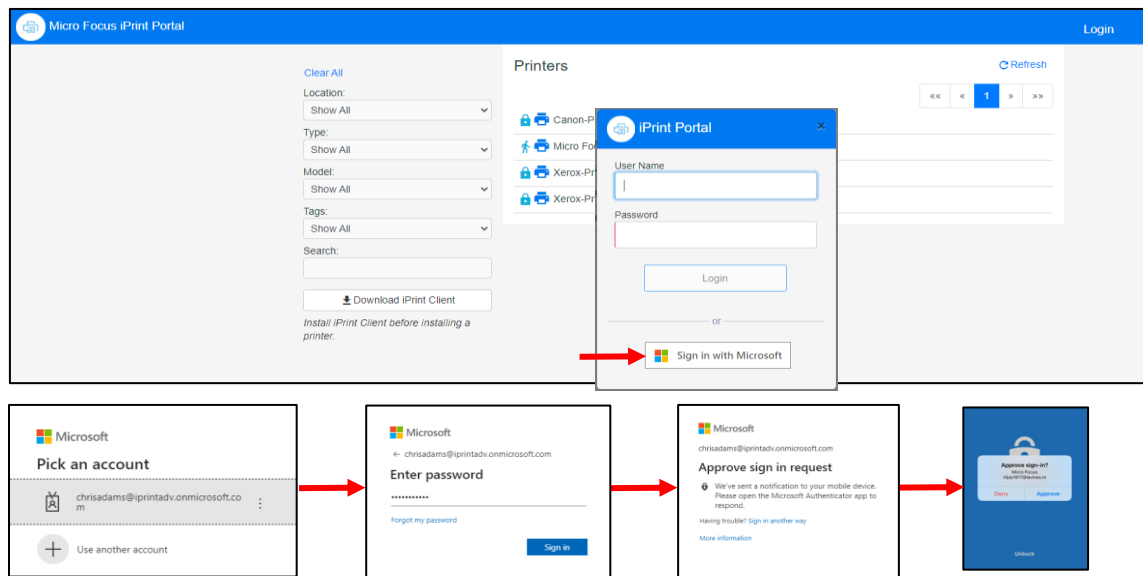 Micro Focus iPrint Portal
Login
Clear All
Location:
Show All
Type:
Show All
Model:
Show All
Tags:
Show All
Search:
Download iPrint Client
Install iPrint Client before installing a
printer.
Printers
Refresh
«« « 1 » »»
Canon-P
Micro Fo
Xerox-Pr
Xerox-Pr
iPrint Portal
×
User Name
Password
Login
or
Sign in with Microsoft
Microsoft
Pick an account
chrisadams@iprintadv.onmicrosoft.co
m
Use another account
Microsoft
← chrisadams@iprintadv.onmicrosoft.com
Enter password
•••••••••••
Forgot my password
Sign in
Microsoft
chrisadams@iprintadv.onmicrosoft.com
Approve sign in request
We've sent a notification to your mobile device.
Please open the Microsoft Authenticator app to
respond.
Having trouble? Sign in another way
More information
Approve sign-in?
Micro Focus
Deny Approve
Unlock